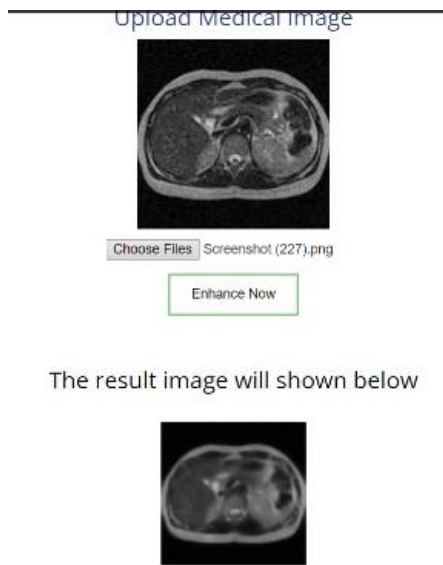 Upload Medical Image
Choose Files Screenshot (227).png
Enhance Now
The result image will shown below